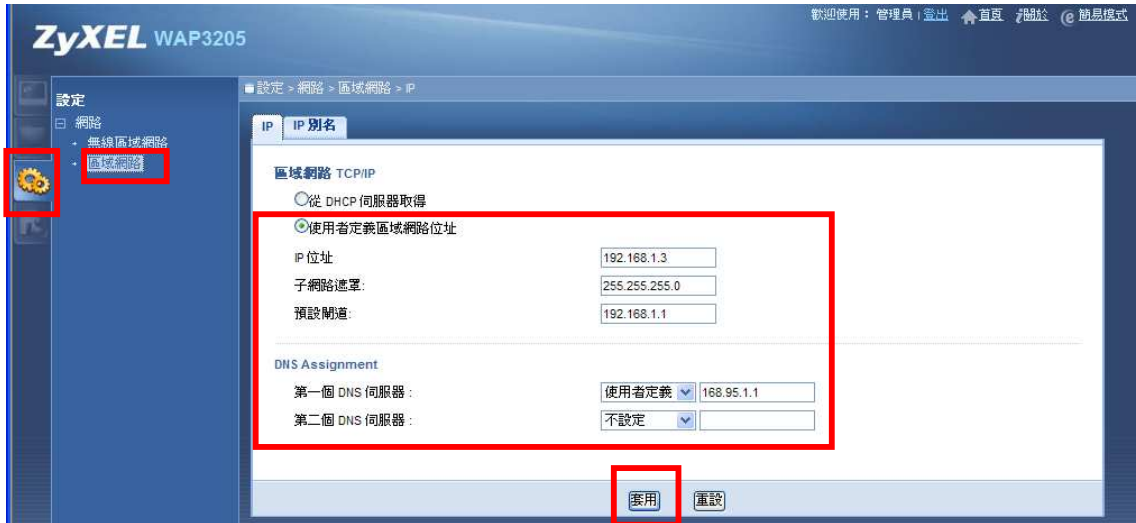 歡迎使用： 管理員 | 登出 首頁 關於 簡易模式
ZyXEL WAP3205
設定 > 網路 > 區域網路 > IP
設定
網路
無線區域網路
區域網路
IP IP 別名
區域網路 TCP/IP
從 DHCP 伺服器取得
使用者定義區域網路位址
IP 位址 192.168.1.3
子網路遮罩: 255.255.255.0
預設閘道: 192.168.1.1
DNS Assignment
第一個 DNS 伺服器 : 使用者定義 168.95.1.1
第二個 DNS 伺服器 : 不設定
套用 重設